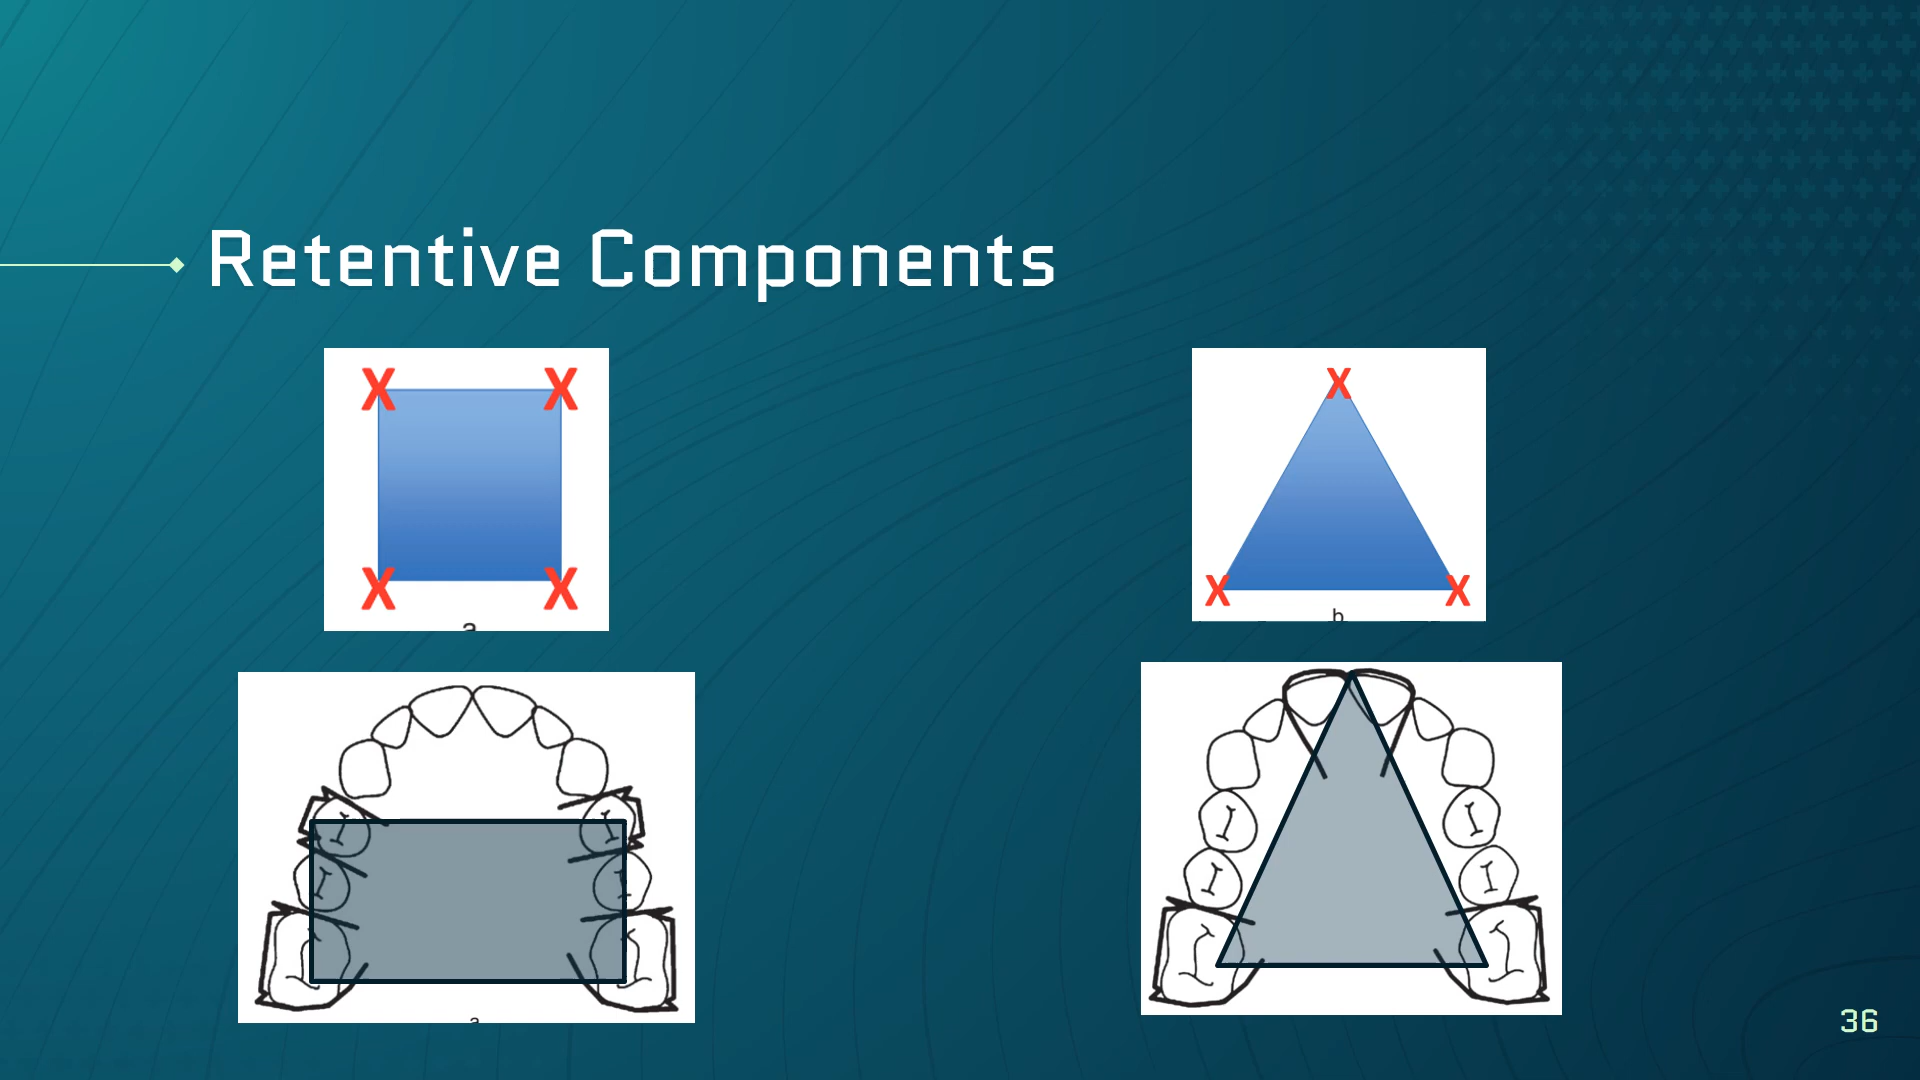 Retentive Components
X X
X X
a
X
X X
b
a
36